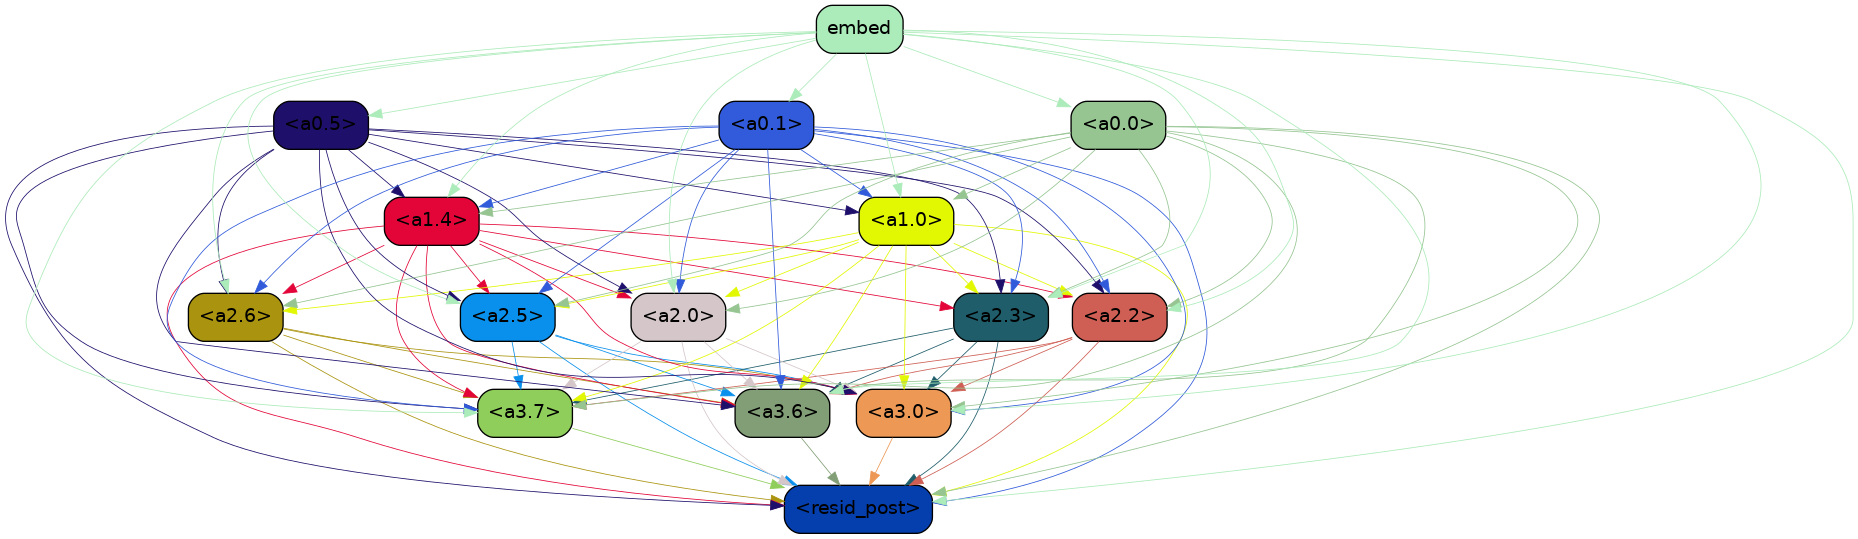 embed
<a0.5>
<a0.1>
<a0.0>
<a1.4>
<a1.0>
<a2.6>
<a2.5>
<a2.0>
<a2.3>
<a2.2>
<a3.7>
<a3.6>
<a3.0>
<resid_post>